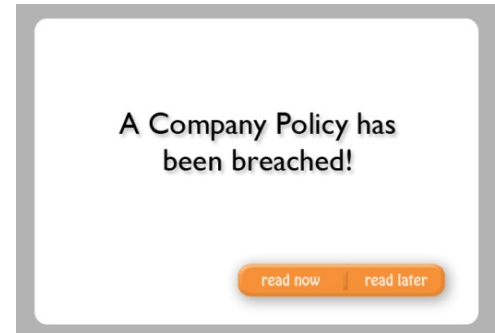 A Company Policy has
been breached!
read now read later